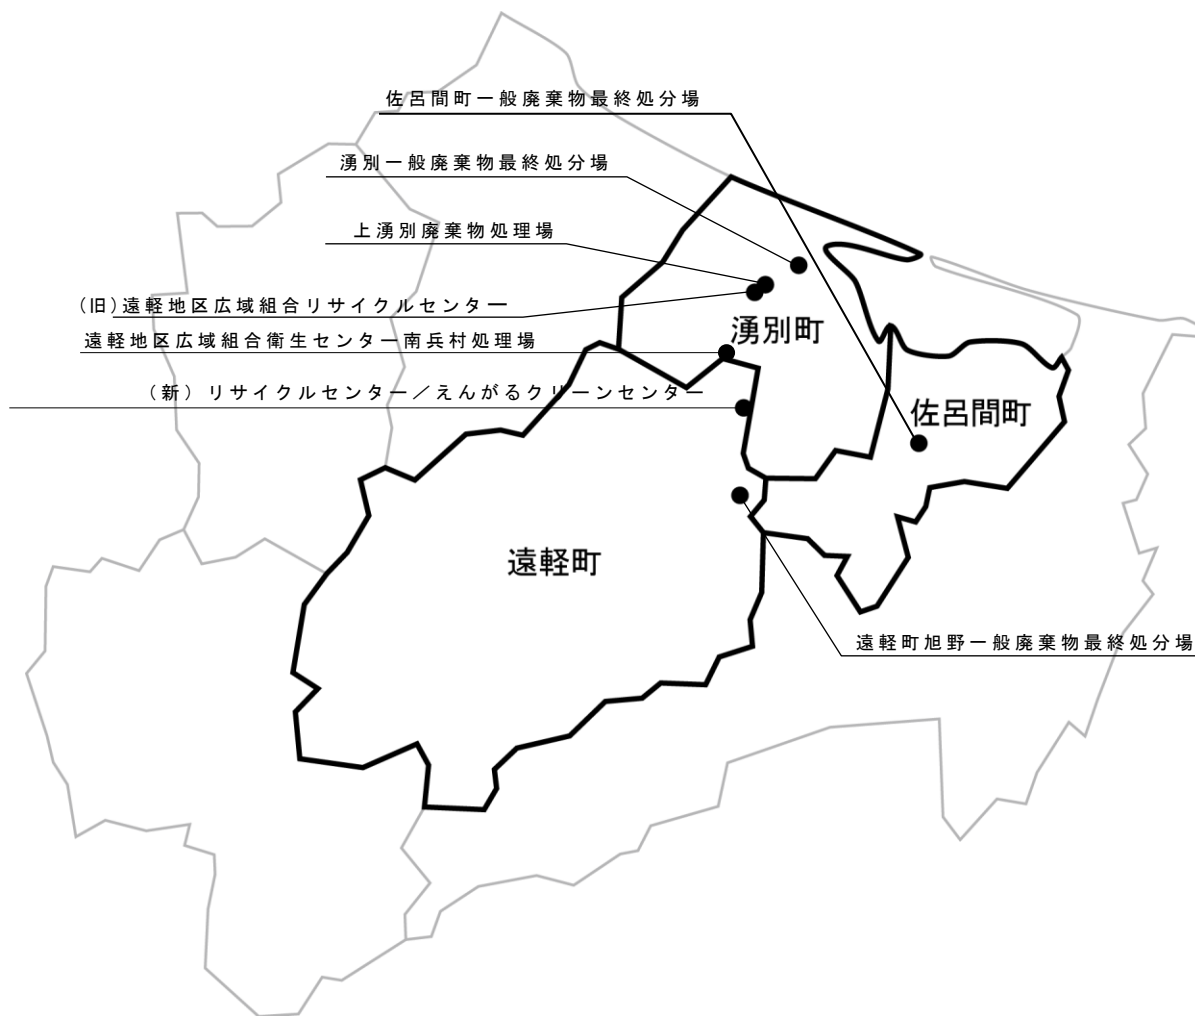 佐呂間町一般廃棄物最終処分場
湧別一般廃棄物最終処分場
上湧別廃棄物処理場
(旧)遠軽地区広域組合リサイクルセンター
湧別町
遠軽地区広域組合衛生センター南兵村処理場
（新）リサイクルセンター／えんがるクリーンセンター
佐呂間町
遠軽町
遠軽町旭野一般廃棄物最終処分場